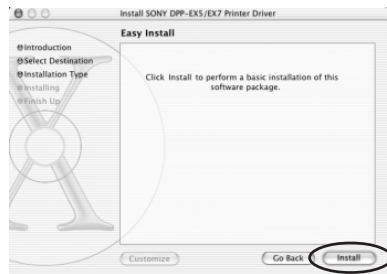 Install SONY DPP-EX5/EX7 Printer Driver
Easy Install
Introduction
Select Destination
Installation Type
Installing
Finish Up
Click Install to perform a basic installation of this
software package.
Customize
Go Back
Install